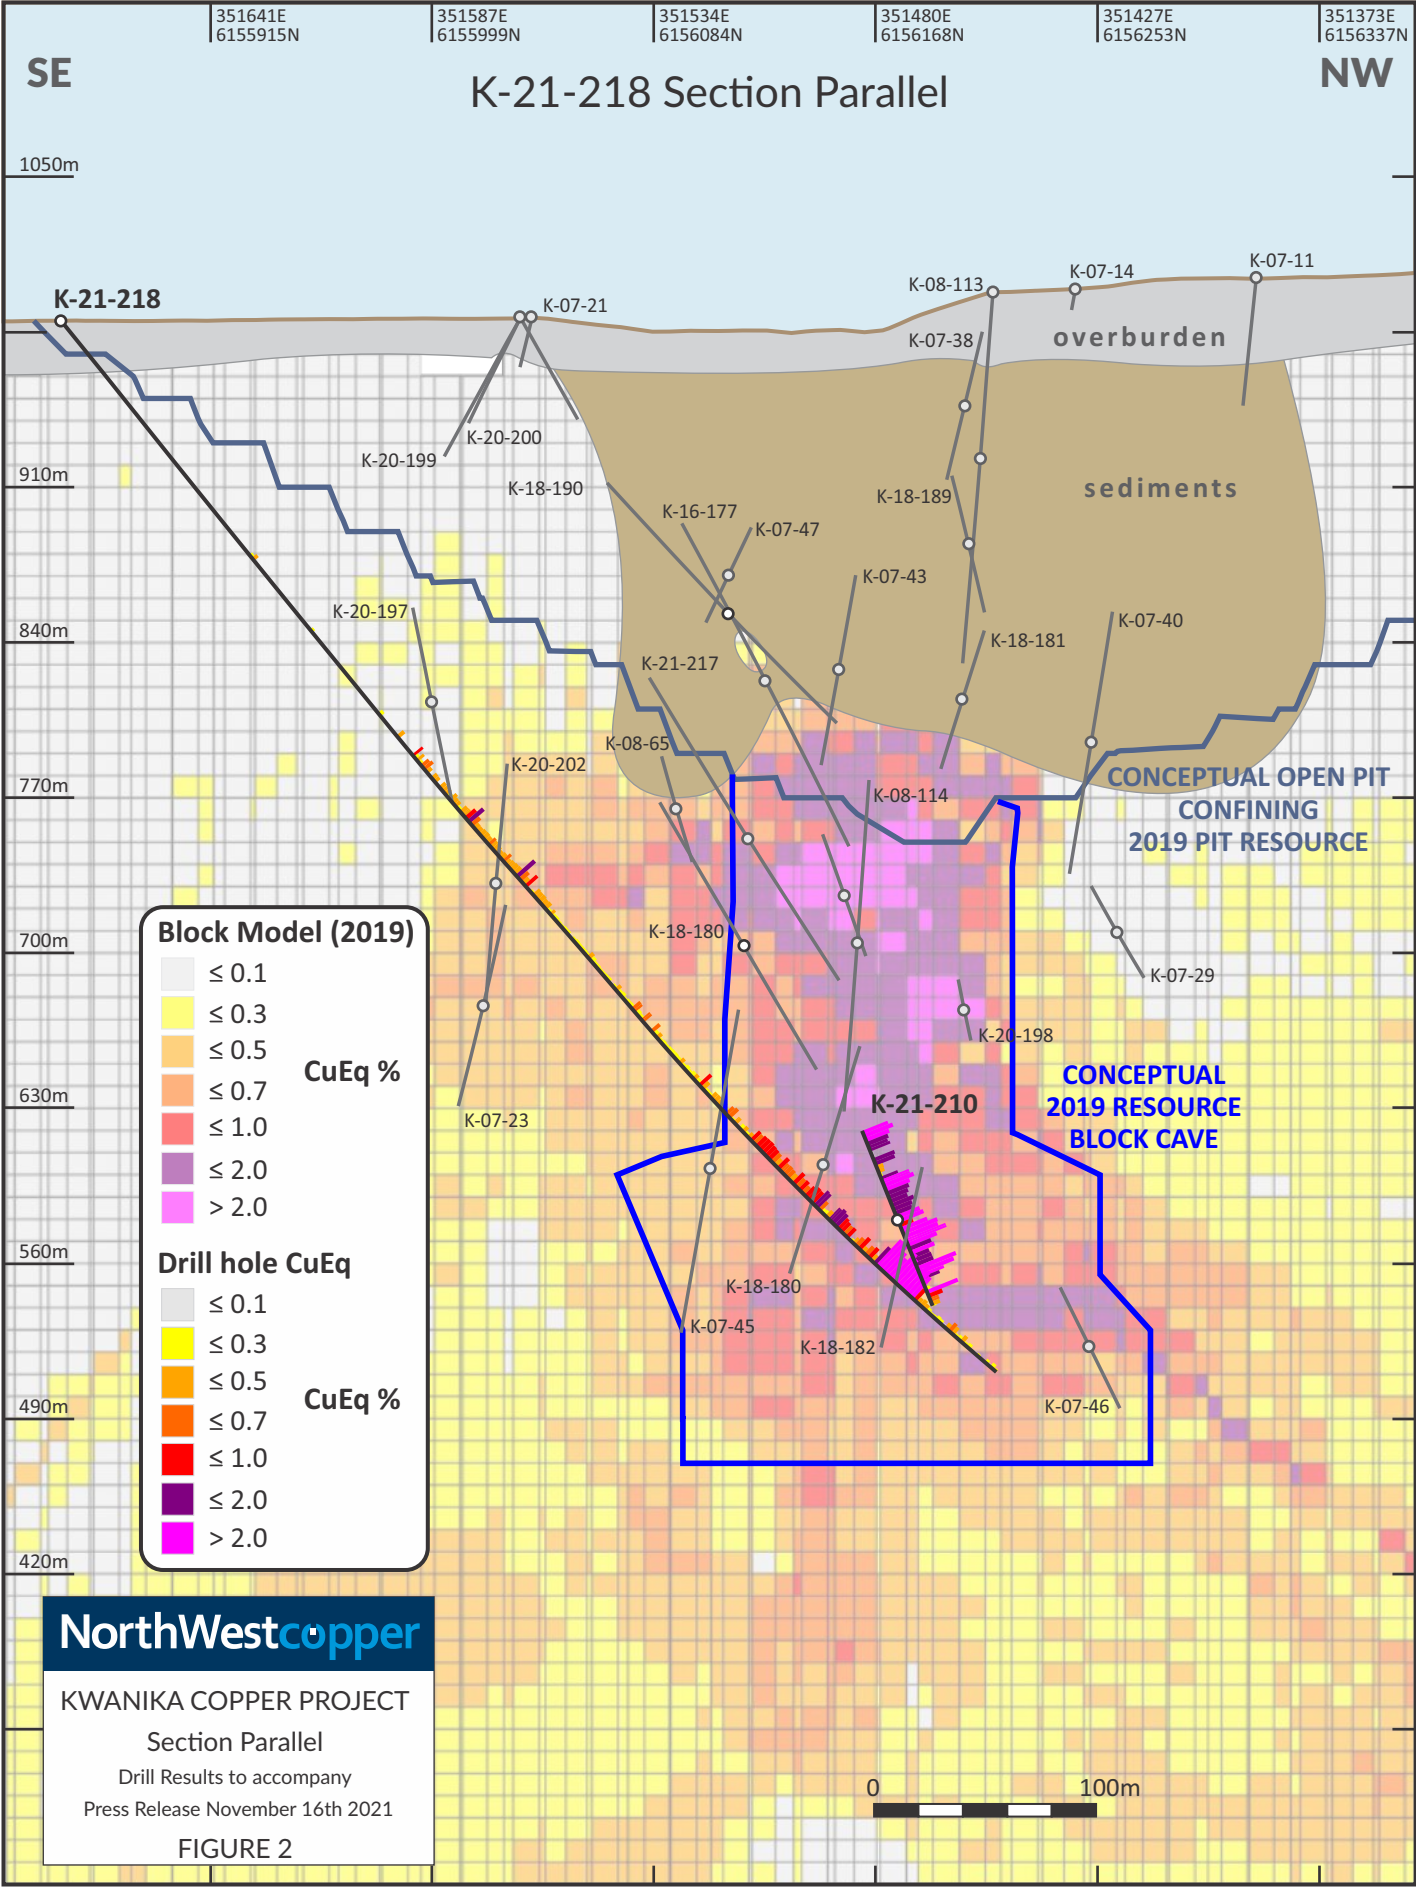 351641E
6155915N
351587E
6155999N
351534E
6156084N
351480E
6156168N
351427E
6156253N
351373E
6156337N
SE
K-21-218 Section Parallel
NW
1050m
K-21-218
K-07-21
K-08-113
K-07-14
K-07-11
K-07-38
overburden
K-20-200
K-20-199
K-18-190
910m
K-18-189
sediments
K-16-177
K-07-47
K-07-43
K-20-197
840m
K-18-181
K-07-40
K-21-217
K-08-65
K-20-202
770m
K-08-114
CONCEPTUAL OPEN PIT
CONFINING
2019 PIT RESOURCE
K-18-180
700m
K-07-29
K-20-198
630m
K-07-23
K-21-210
CONCEPTUAL
2019 RESOURCE
BLOCK CAVE
560m
K-18-180
K-07-45
K-18-182
K-07-46
490m
420m
Block Model (2019)
≤ 0.1
≤ 0.3
≤ 0.5
CuEq %
≤ 0.7
≤ 1.0
≤ 2.0
> 2.0
Drill hole CuEq
≤ 0.1
≤ 0.3
≤ 0.5
CuEq %
≤ 0.7
≤ 1.0
≤ 2.0
> 2.0
NorthWestcopper
KWANIKA COPPER PROJECT
Section Parallel
Drill Results to accompany
Press Release November 16th 2021
FIGURE 2
0 100m